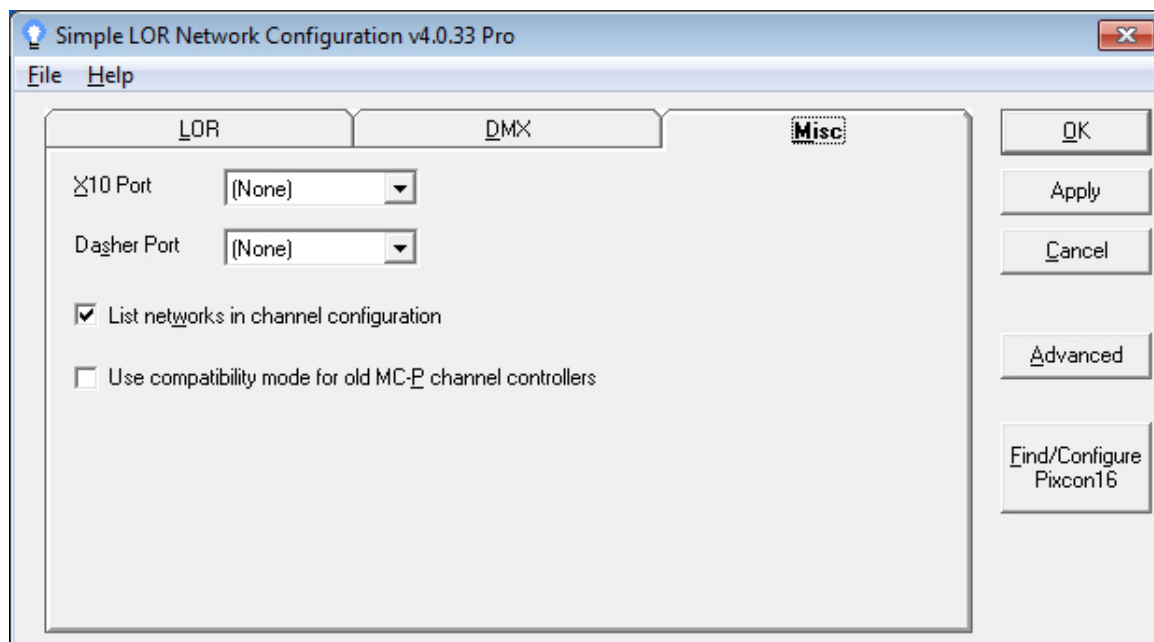 Simple LOR Network Configuration v4.0.33 Pro
File Help
LOR DMX Misc
OK
X10 Port (None)
Apply
Dasher Port (None)
Cancel
List networks in channel configuration
Advanced
Use compatibility mode for old MC-P channel controllers
Find/Configure
Pixcon16